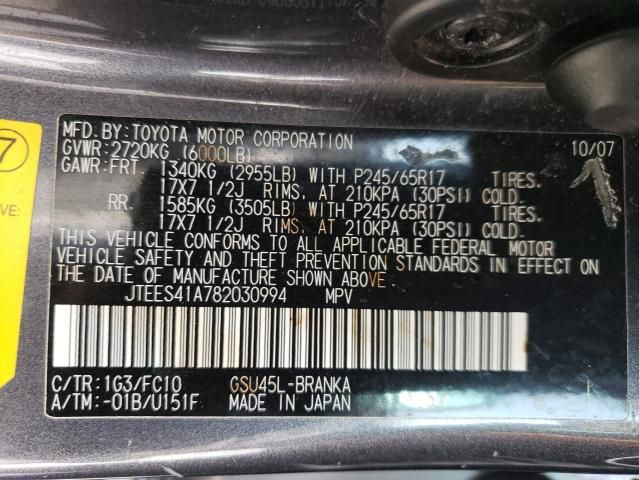 7
VE:
MFD. BY: TOYOTA MOTOR CORPORATION 10/07
GVWR: 2720KG (6000LB)
GAWR: FRT. 1340KG (2955LB) WITH P245/65R17 TIRES.
17X7 1/2J RIMS, AT 210KPA (30PSI) COLD.
RR. 1585KG (3505LB) WITH P245/65R17 TIRES.
17X7 1/2J RIMS, AT 210KPA (30PSI) COLD.
THIS VEHICLE CONFORMS TO ALL APPLICABLE FEDERAL MOTOR
VEHICLE SAFETY AND THEFT PREVENTION STANDARDS IN EFFECT ON
THE DATE OF MANUFACTURE SHOWN ABOVE.
JTEES41A782030994 MPV
C/TR: 1G3/FC10 GSU45L-BRANKA
A/TM: -01B/U151F MADE IN JAPAN